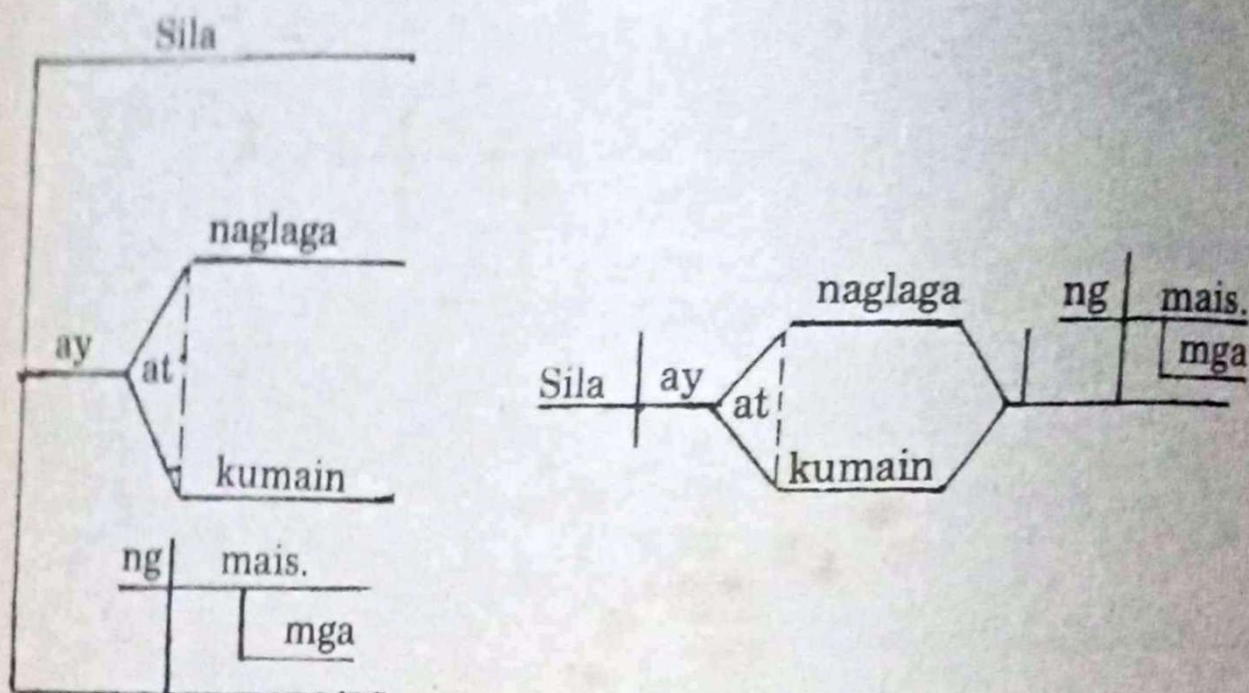 Sila
naglaga
ay
at
kumain
ng mais.
mga
naglaga
ng mais.
mga
Sila ay
at
kumain